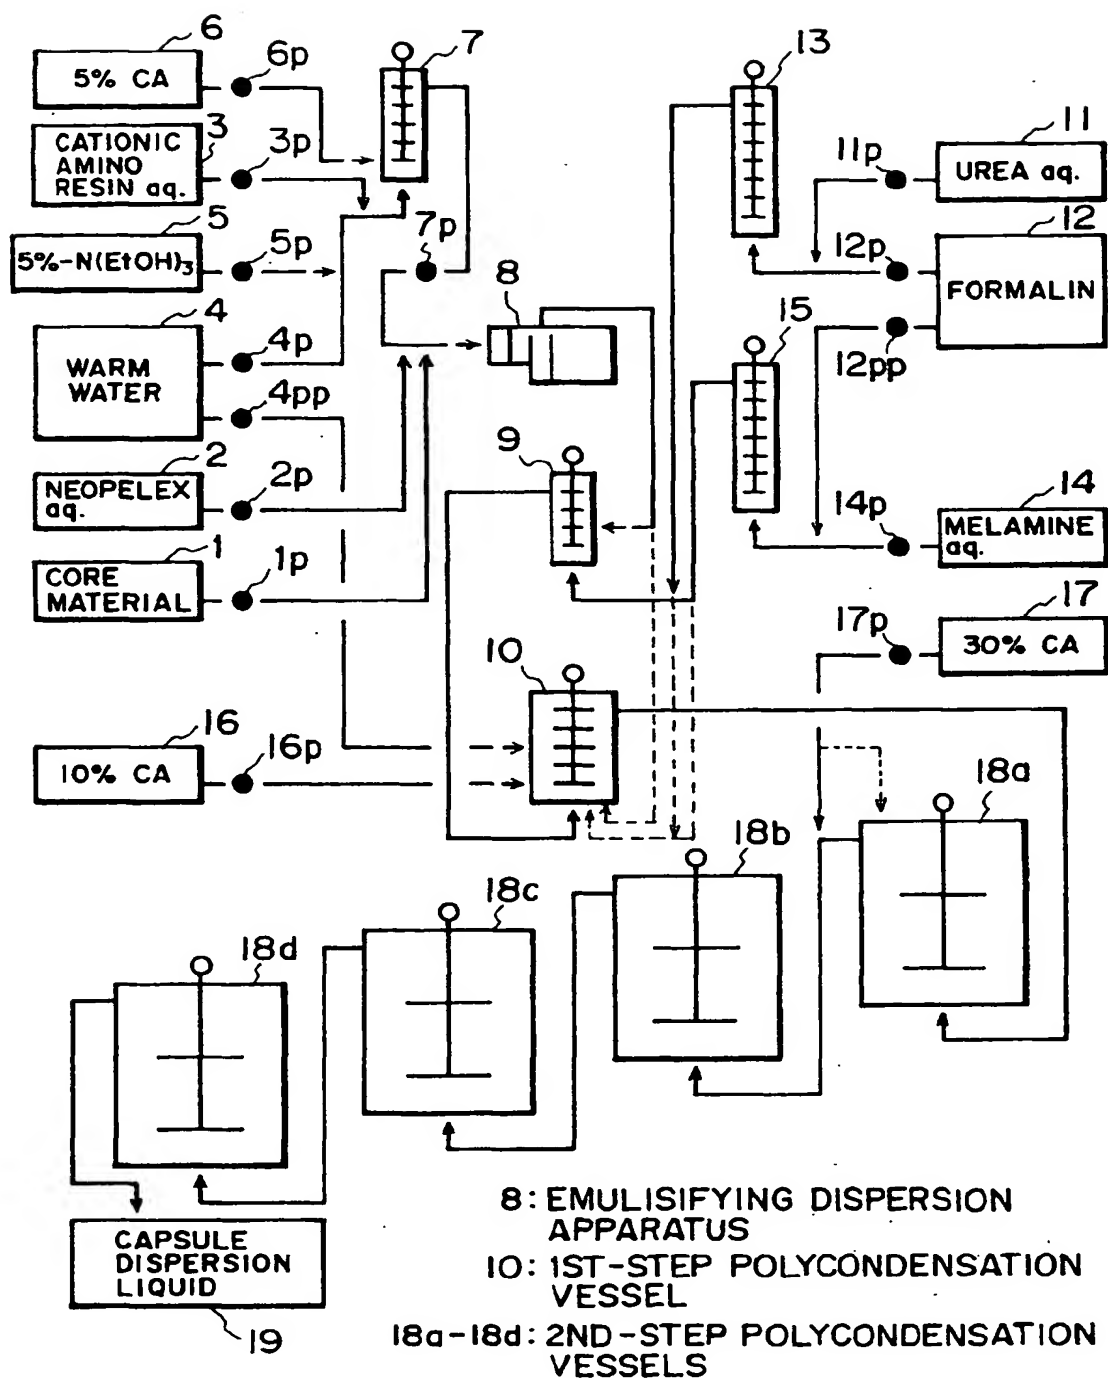 6
5% CA
6p
7
13
CATIONIC
AMINO
RESIN aq.
3
3p
11p
11
UREA aq.
5
5%-N(EtOH)3
5p
7p
8
12p
12
FORMALIN
12pp
4
WARM
WATER
4p
4pp
15
9
2
NEOPELEX
aq.
2p
14p
14
MELAMINE
aq.
1
CORE
MATERIAL
1p
17p
17
30% CA
10
16
10% CA
16p
18a
18b
18c
18d
CAPSULE
DISPERSION
LIQUID
19
8: EMULISIFYING DISPERSION
APPARATUS
10: 1ST-STEP POLYCONDENSATION
VESSEL
18a-18d: 2ND-STEP POLYCONDENSATION
VESSELS